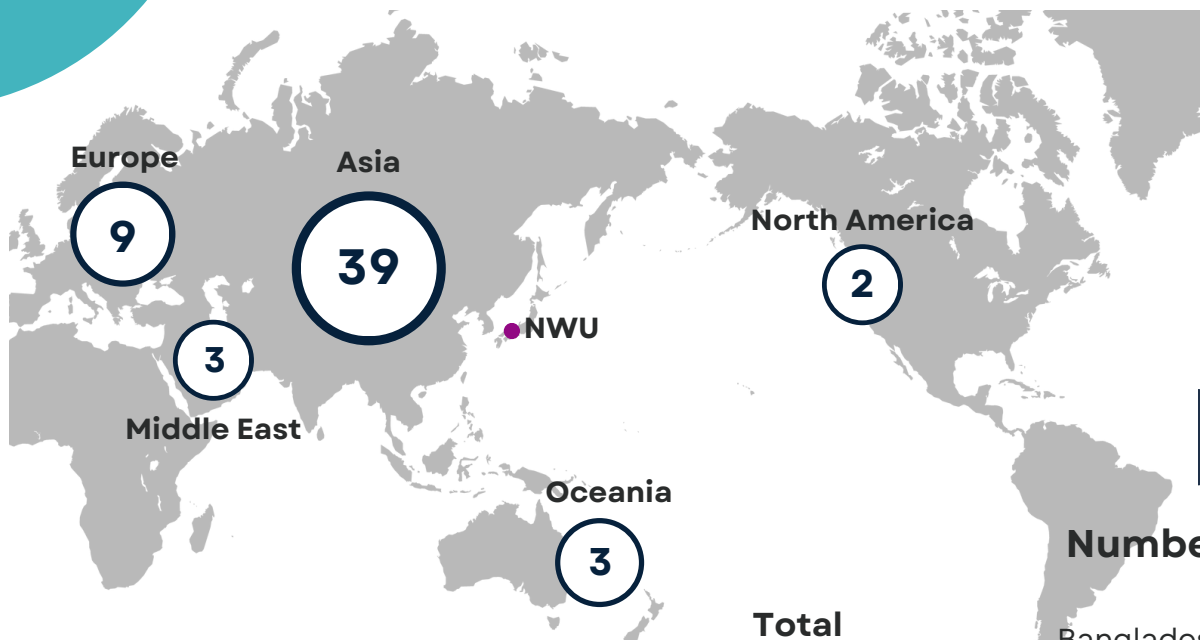 Europe
9
Asia
39
North America
2
NWU
3
Middle East
Oceania
3
Total